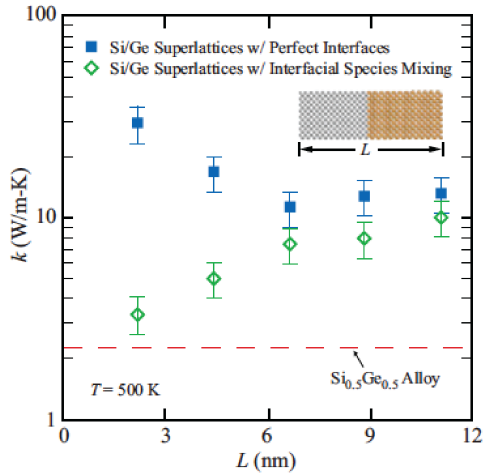 100
Si/Ge Superlattices w/ Perfect Interfaces
Si/Ge Superlattices w/ Interfacial Species Mixing
L
k (W/m-K)
10
Si0.5Ge0.5 Alloy
T = 500 K
1
0 3 6 9 12
L (nm)